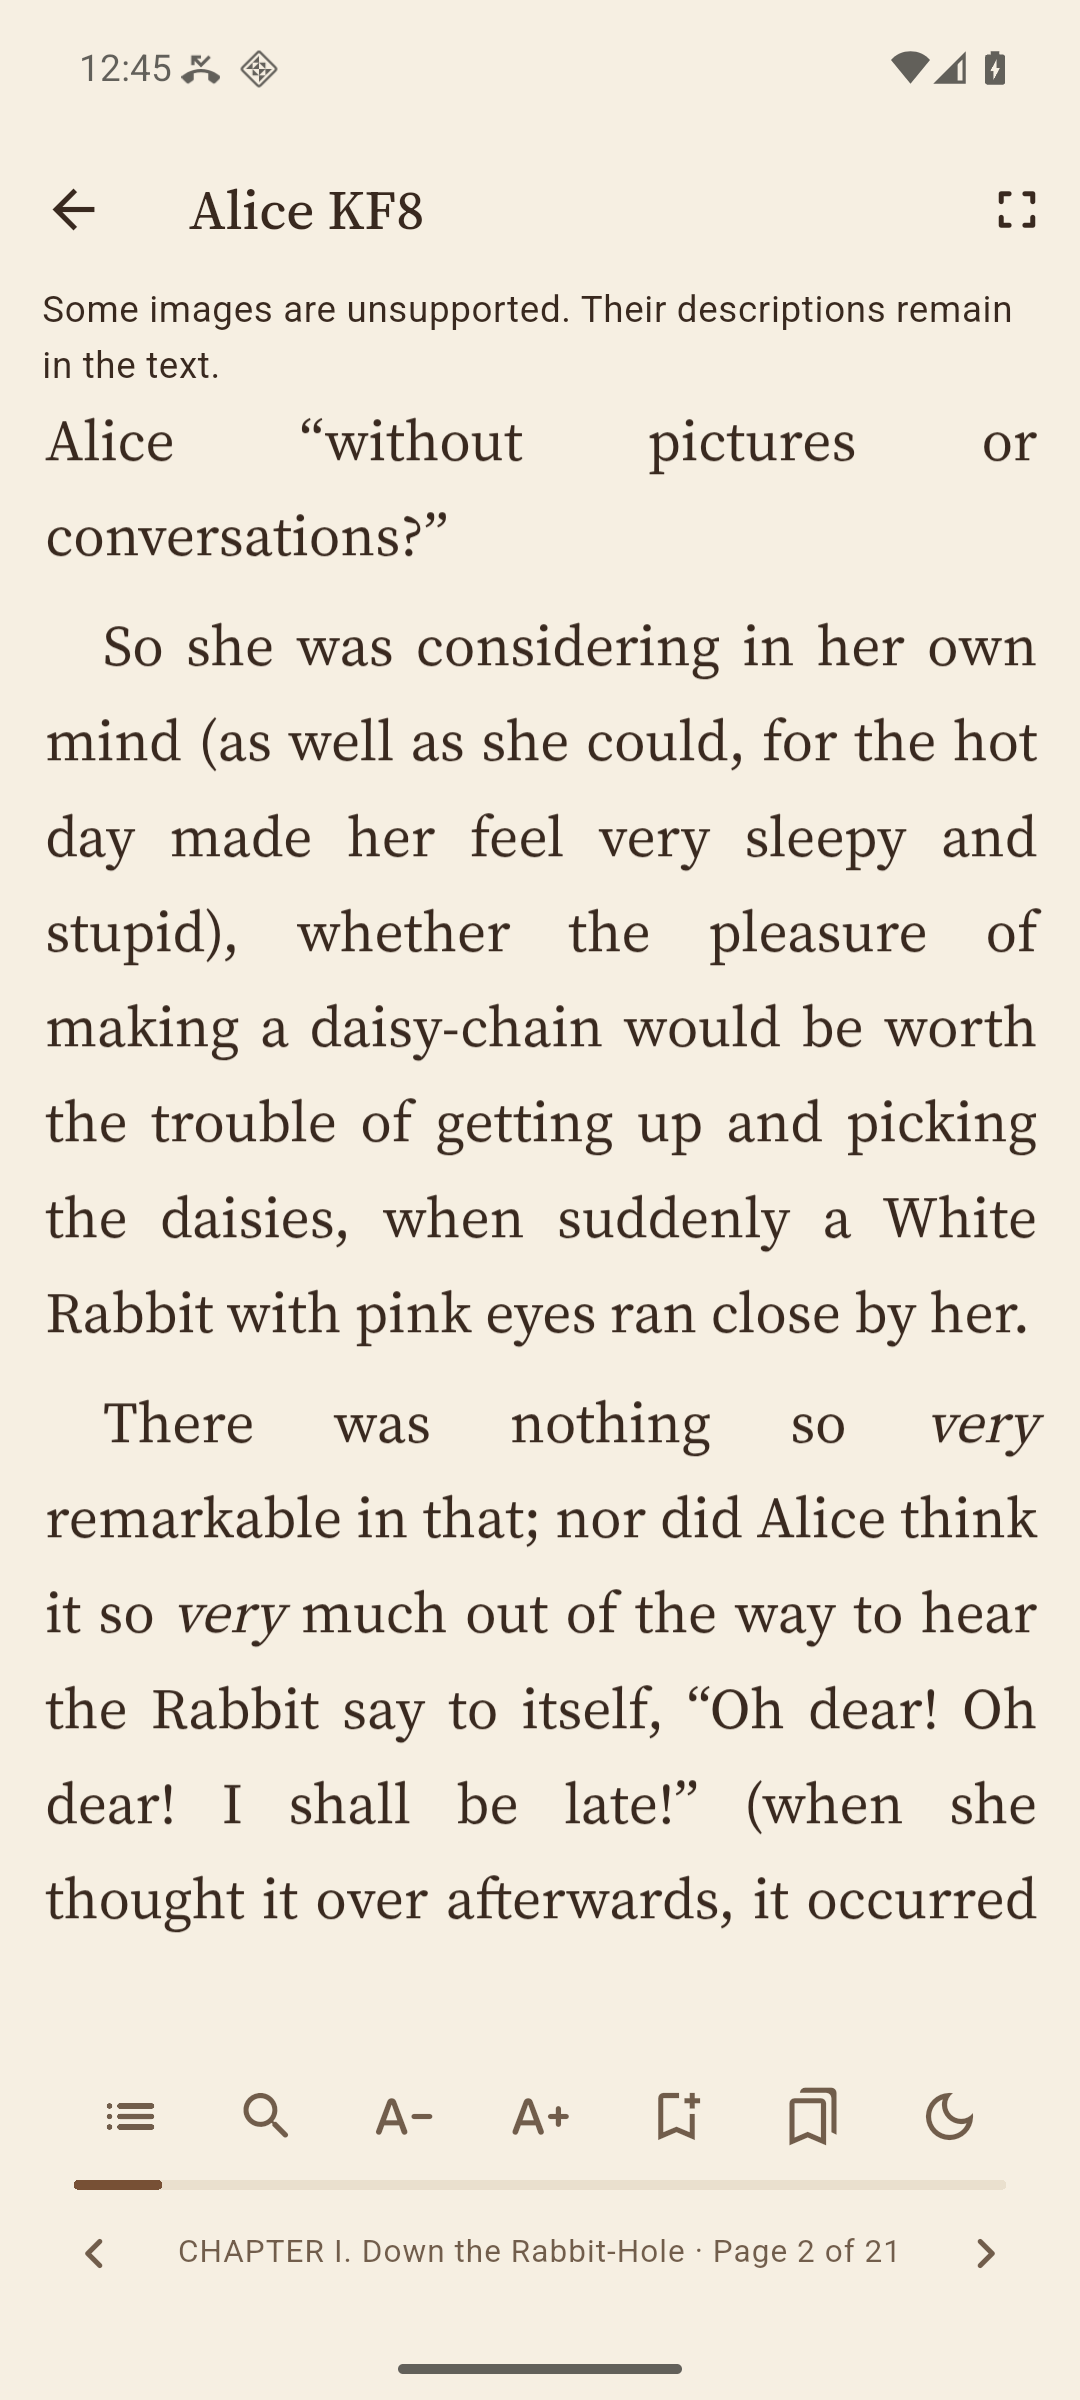 12:45
Alice KF8
Some images are unsupported. Their descriptions remain
in the text.
Alice “without pictures or
conversations?”
So she was considering in her own
mind (as well as she could, for the hot
day made her feel very sleepy and
stupid), whether the pleasure of
making a daisy-chain would be worth
the trouble of getting up and picking
the daisies, when suddenly a White
Rabbit with pink eyes ran close by her.
There was nothing so very
remarkable in that; nor did Alice think
it so very much out of the way to hear
the Rabbit say to itself, “Oh dear! Oh
dear! I shall be late!” (when she
thought it over afterwards, it occurred
A− A+
CHAPTER I. Down the Rabbit-Hole · Page 2 of 21